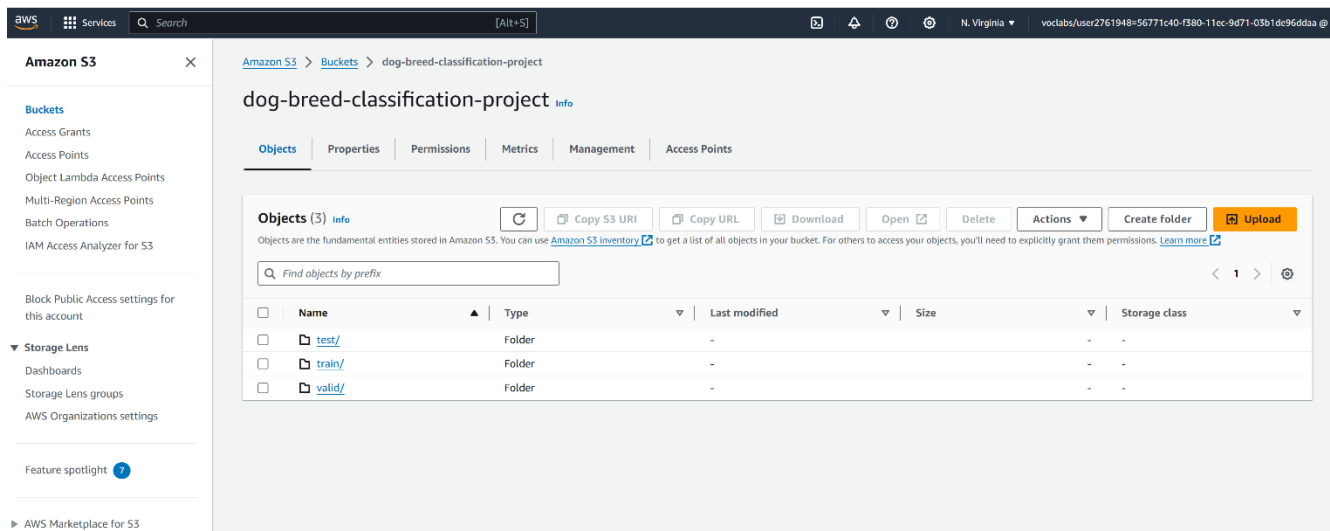 aws Services Search [Alt+S] N. Virginia ▼ voclabs/user2761948=56771c40-f380-11ec-9d71-03b1de96ddaa @
Amazon S3
Buckets
Access Grants
Access Points
Object Lambda Access Points
Multi-Region Access Points
Batch Operations
IAM Access Analyzer for S3
Block Public Access settings for
this account
Storage Lens
Dashboards
Storage Lens groups
AWS Organizations settings
Feature spotlight 7
AWS Marketplace for S3
Amazon S3 > Buckets > dog-breed-classification-project
dog-breed-classification-project Info
Objects Properties Permissions Metrics Management Access Points
Objects (3) Info Copy S3 URI Copy URL Download Open Delete Actions ▼ Create folder Upload
Objects are the fundamental entities stored in Amazon S3. You can use Amazon S3 inventory to get a list of all objects in your bucket. For others to access your objects, you'll need to explicitly grant them permissions. Learn more
Find objects by prefix < 1 >
Name Type Last modified Size Storage class
test/ Folder - - -
train/ Folder - - -
valid/ Folder - - -